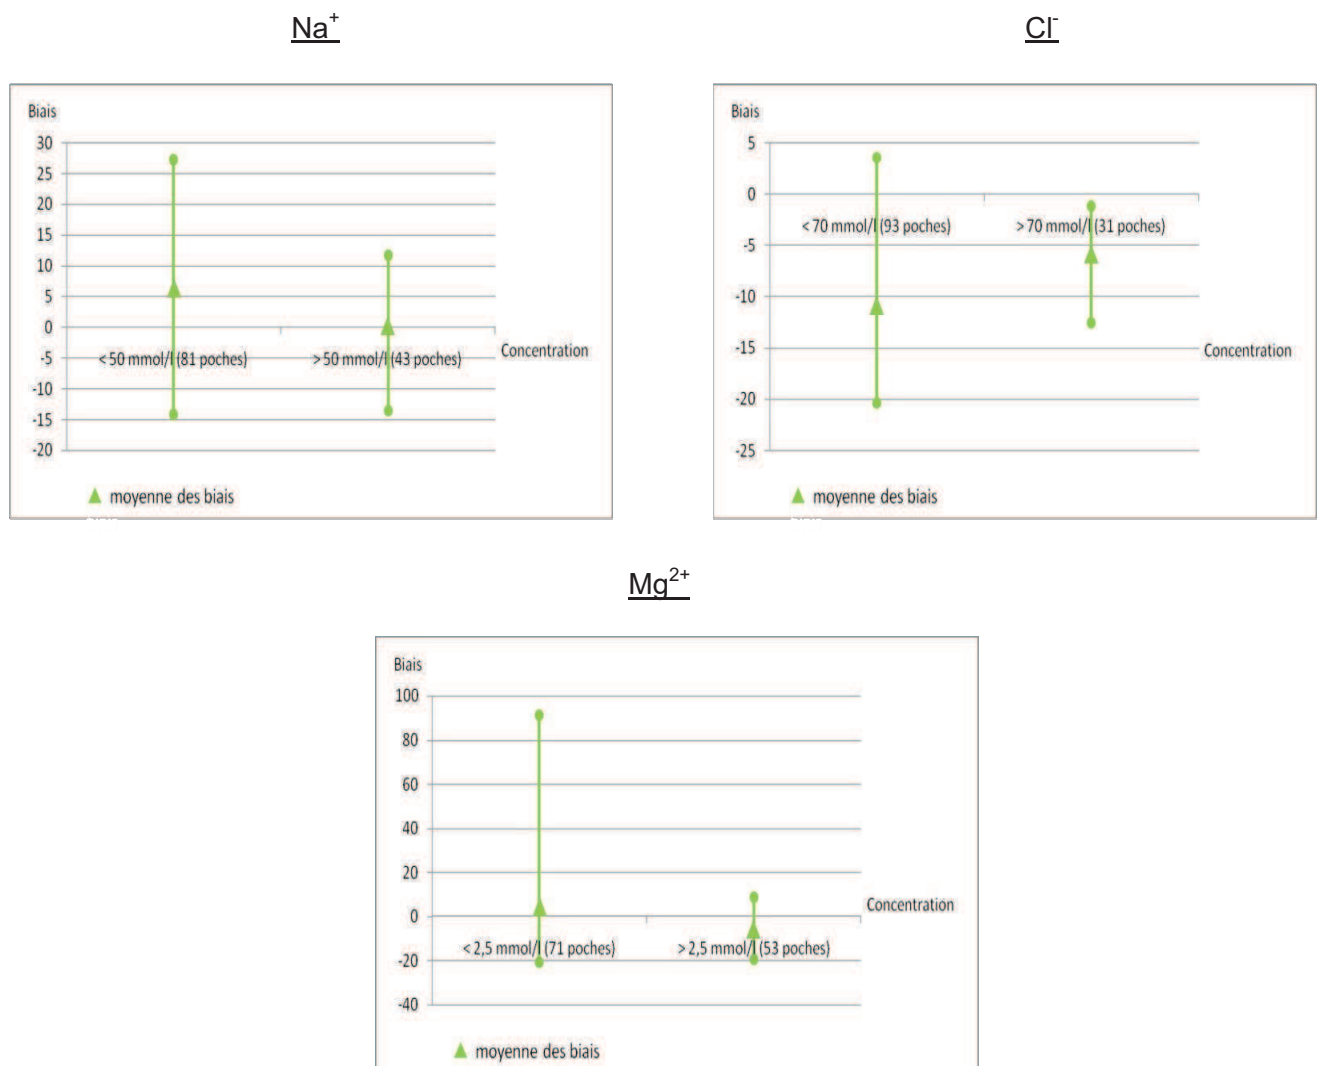 Na+
Biais
30
25
20
15
10
5
0
-5
-10
-15
-20
< 50 mmol/l (81 poches)
> 50 mmol/l (43 poches)
Concentration
moyenne des biais
Cl-
Biais
5
0
-5
-10
-15
-20
-25
< 70 mmol/l (93 poches)
> 70 mmol/l (31 poches)
Concentration
moyenne des biais
Mg2+
Biais
100
80
60
40
20
0
-20
-40
< 2,5 mmol/l (71 poches)
> 2,5 mmol/l (53 poches)
Concentration
moyenne des biais